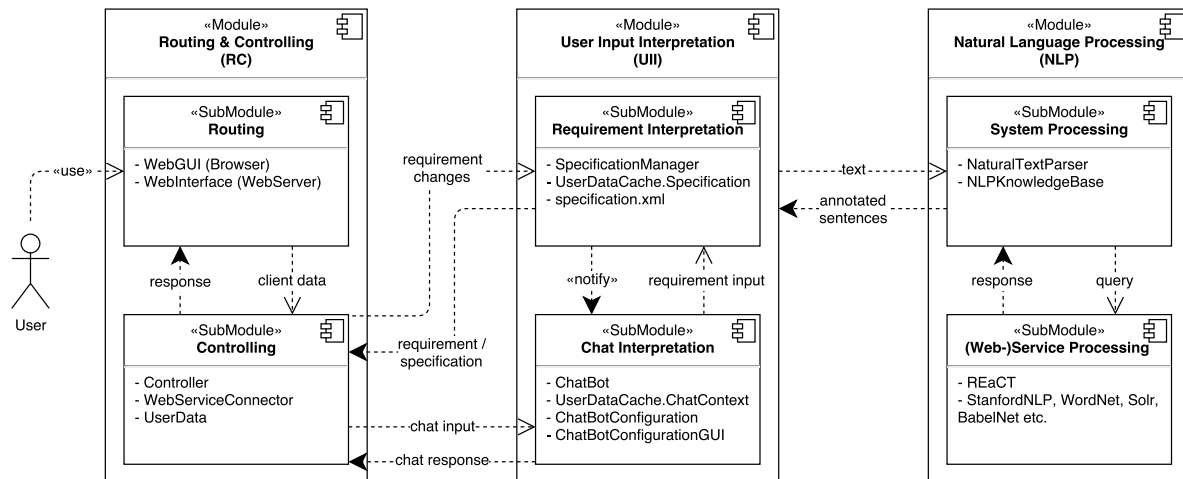 «Module»
Routing & Controlling
(RC)
«SubModule»
Routing
- WebGUI (Browser)
- WebInterface (WebServer)
«use»
User
response
client data
«SubModule»
Controlling
- Controller
- WebServiceConnector
- UserData
requirement
changes
requirement /
specification
chat input
chat response
«Module»
User Input Interpretation
(UII)
«SubModule»
Requirement Interpretation
- SpecificationManager
- UserDataCache.Specification
- specification.xml
«notify»
requirement input
«SubModule»
Chat Interpretation
- ChatBot
- UserDataCache.ChatContext
- ChatBotConfiguration
- ChatBotConfigurationGUI
text
annotated
sentences
«Module»
Natural Language Processing
(NLP)
«SubModule»
System Processing
- NaturalTextParser
- NLPKnowledgeBase
response
query
«SubModule»
(Web-)Service Processing
- REaCT
- StanfordNLP, WordNet, Solr,
BabelNet etc.